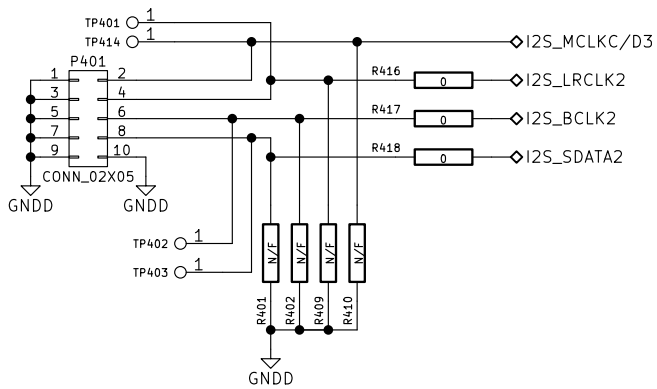 TP401 1
TP414 1
I2S_MCLKC/D3
P401
1 2
R416 0 I2S_LRCLK2
3 4
R417 0 I2S_BCLK2
5 6
7 8
R418 0 I2S_SDATA2
9 10
CONN_02X05
GNDD GNDD
TP402 1
TP403 1
N/F N/F N/F N/F
R401 R402 R409 R410
GNDD